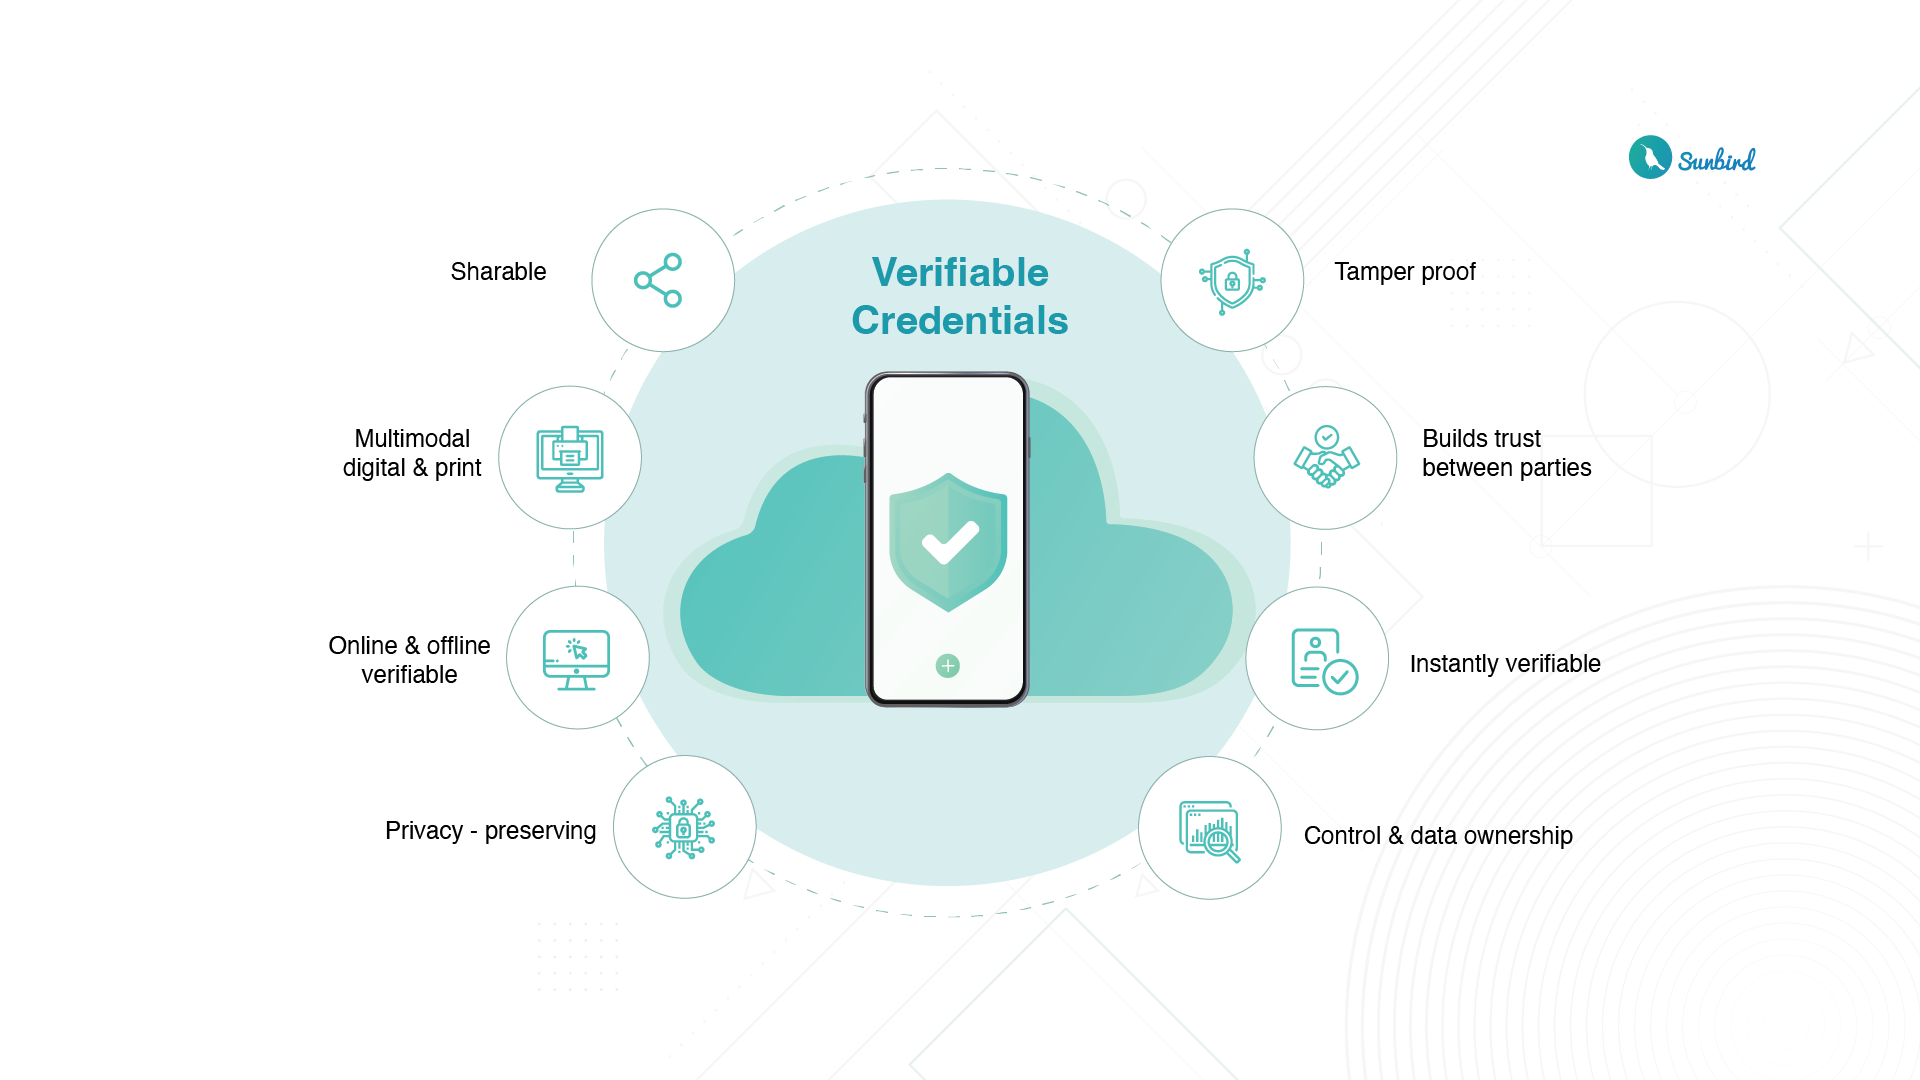 Sunbird
Verifiable
Credentials
Sharable
Multimodal
digital & print
Online & offline
verifiable
Privacy - preserving
Tamper proof
Builds trust
between parties
Instantly verifiable
Control & data ownership